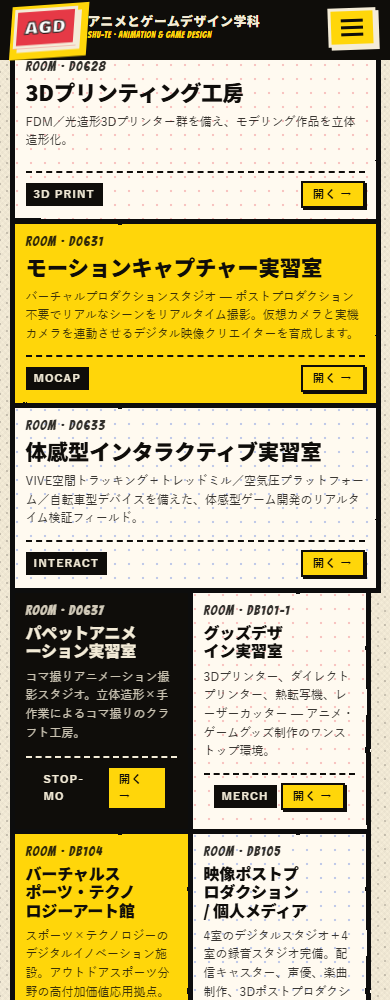 AGD
アニメとゲームデザイン学科
SHU-TE・ANIMATION & GAME DESIGN
ROOM · D0628
3Dプリンティング工房
FDM／光造形3Dプリンター群を備え、モデリング作品を立体
造形化。
3D PRINT
開く →
ROOM · D0631
モーションキャプチャー実習室
バーチャルプロダクションスタジオ — ポストプロダクション
不要でリアルなシーンをリアルタイム撮影。仮想カメラと実機
カメラを連動させるデジタル映像クリエイターを育成します。
MOCAP
開く →
ROOM · D0633
体感型インタラクティブ実習室
VIVE空間トラッキング＋トレッドミル／空気圧プラットフォー
ム／自転車型デバイスを備えた、体感型ゲーム開発のリアルタ
イム検証フィールド。
INTERACT
開く →
ROOM · D0637
パペットアニメ
ーション実習室
コマ撮りアニメーション撮
影スタジオ。立体造形×手
作業によるコマ撮りのクラ
フト工房。
STOP-
MO
開く
→
ROOM · DB101-1
グッズデザ
イン実習室
3Dプリンター、ダイレクト
プリンター、熱転写機、レ
ーザーカッター — アニメ・
ゲームグッズ制作のワンス
トップ環境。
MERCH
開く →
ROOM · DB104
バーチャルス
ポーツ・テクノ
ロジーアート館
スポーツ×テクノロジーの
デジタルイノベーション施
設。アウトドアスポーツ分
野の高付加価値応用拠点。
ROOM · DB105
映像ポストプ
ロダクション
/ 個人メディア
4室のデジタルスタジオ＋4
室の録音スタジオ完備。配
信キャスター、声優、楽曲
制作、3Dポストプロダクシ